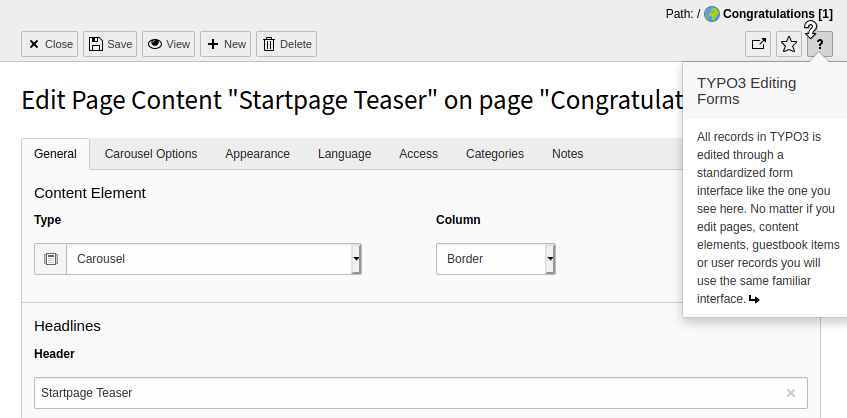 Path: / Congratulations [1]
Close Save View New Delete ?
Edit Page Content "Startpage Teaser" on page "Congratulat
TYPO3 Editing
Forms
All records in TYPO3 is
edited through a
standardized form
interface like the one you
see here. No matter if you
edit pages, content
elements, guestbook items
or user records you will
use the same familiar
interface.
General Carousel Options Appearance Language Access Categories Notes
Content Element
Type Column
Carousel Border
Headlines
Header
Startpage Teaser